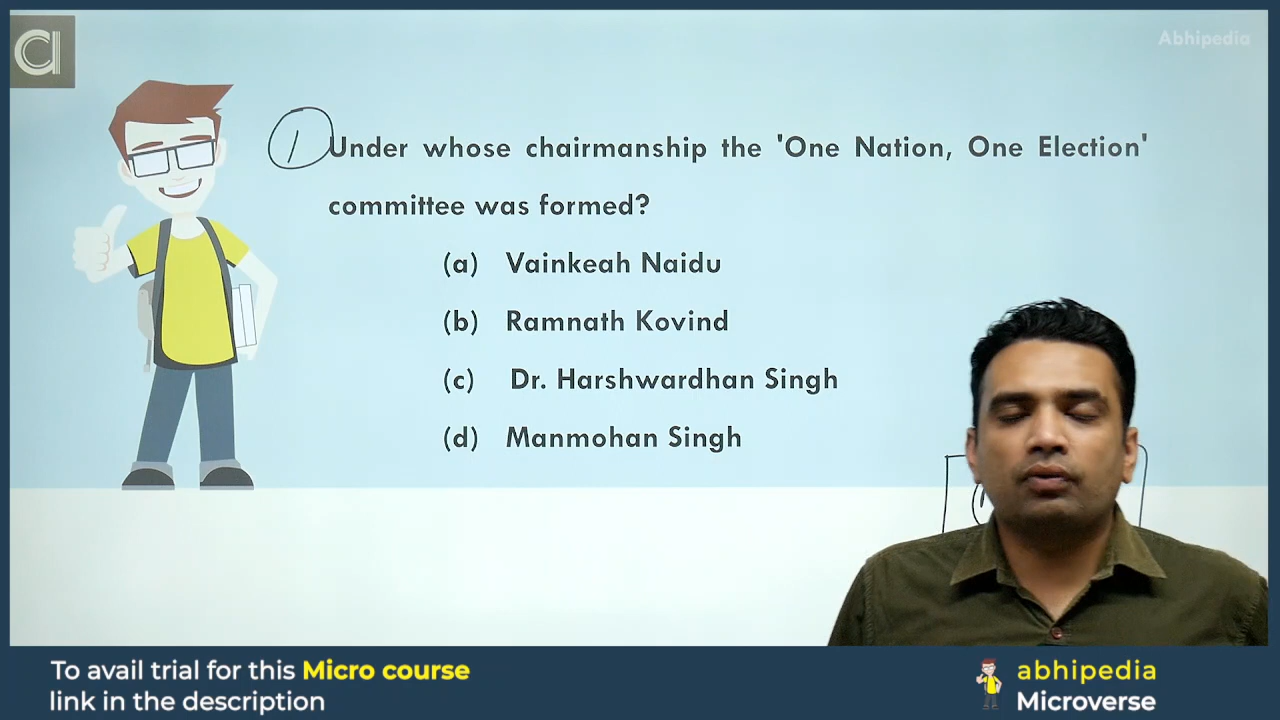 Abhipedia
1
Under whose chairmanship the 'One Nation, One Election'
committee was formed?
(a) Vainkeah Naidu
(b) Ramnath Kovind
(c) Dr. Harshwardhan Singh
(d) Manmohan Singh
To avail trial for this Micro course
link in the description
abhipedia
Microverse